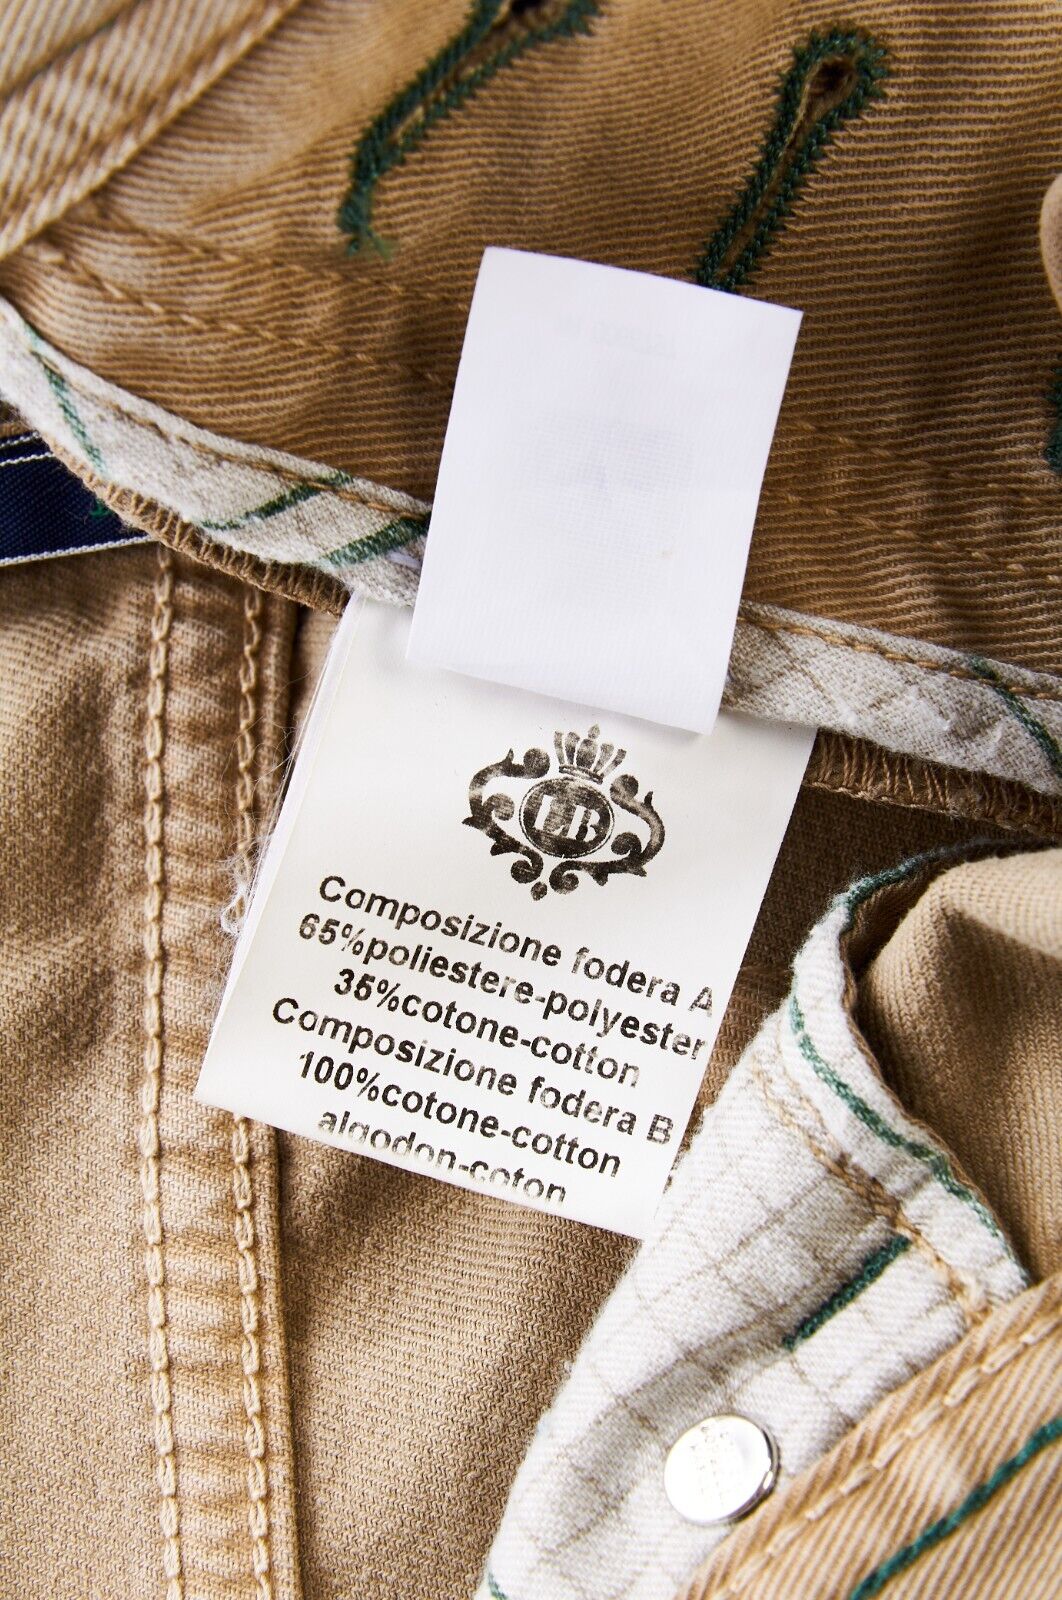 LB
Composizione fodera A
65%poliestere-polyester
35%cotone-cotton
Composizione fodera B
100%cotone-cotton
algodon-coton